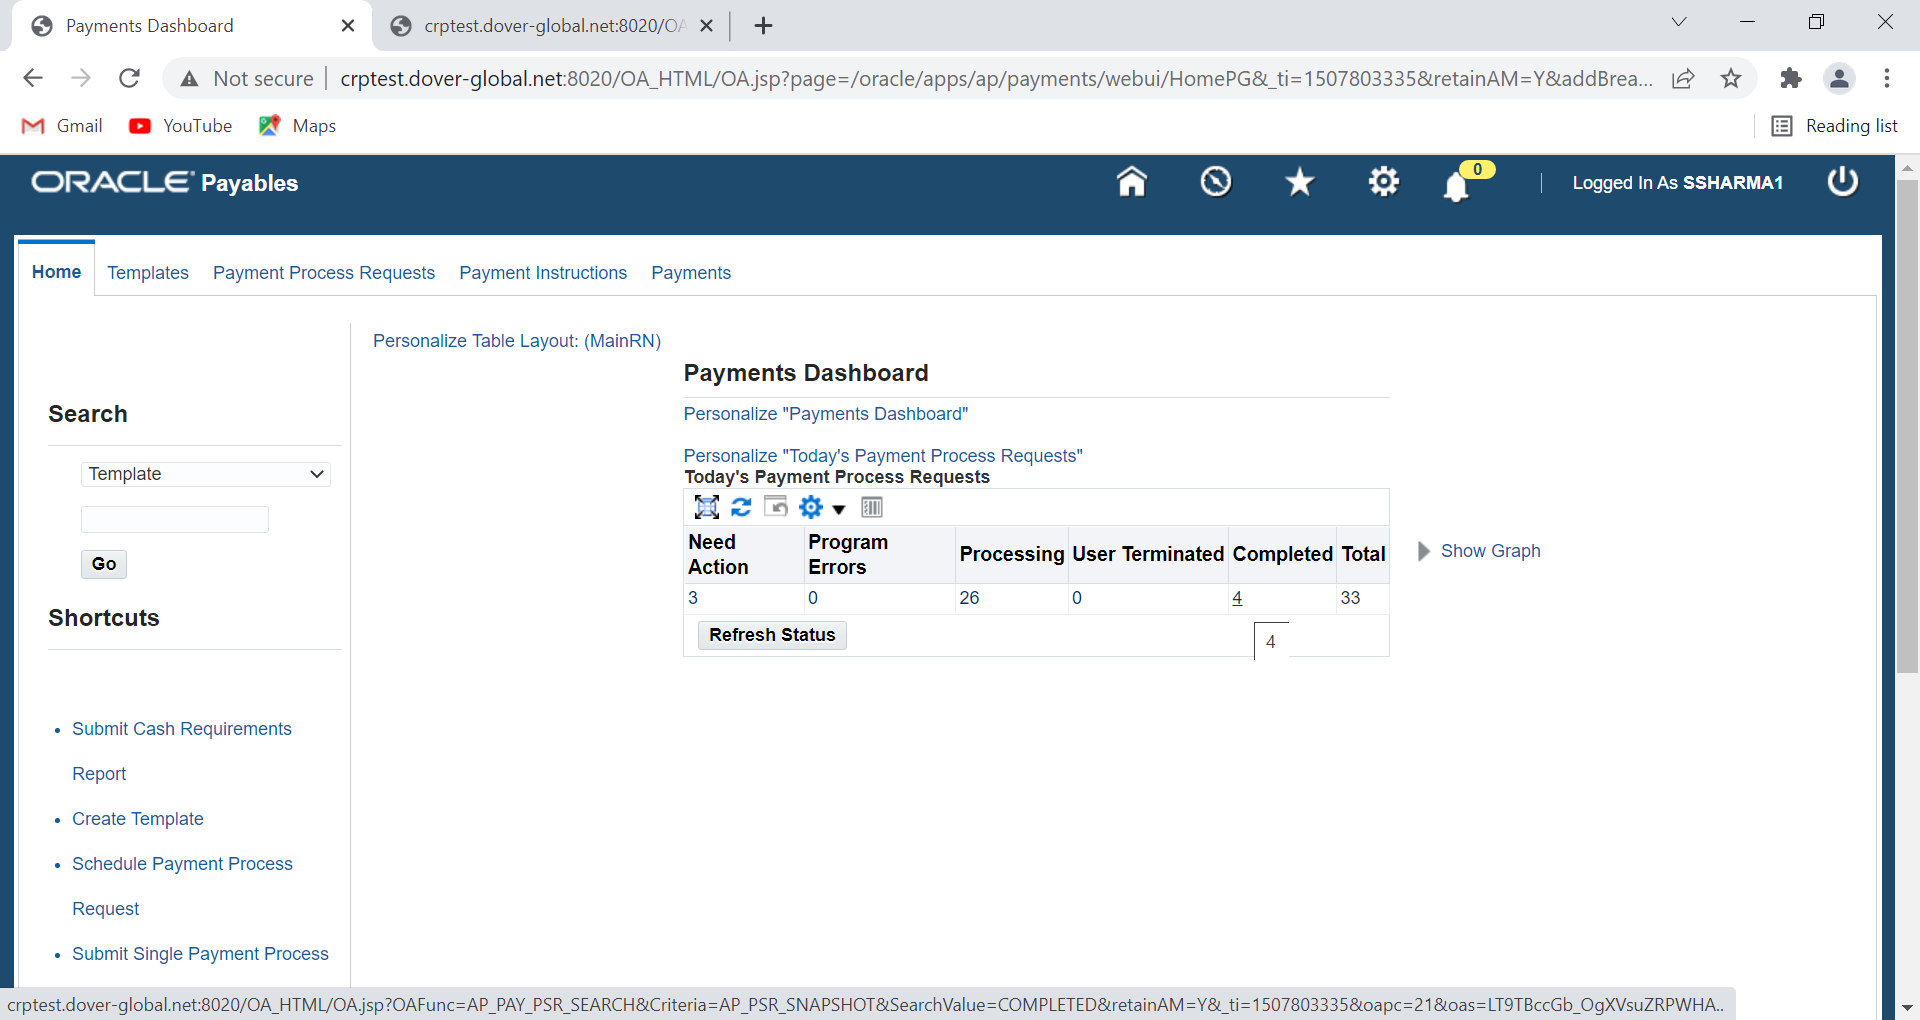 Payments Dashboard
crptest.dover-global.net:8020/OA
Not secure
crptest.dover-global.net:8020/OA_HTML/OA.jsp?page=/oracle/apps/ap/payments/webui/HomePG&_ti=1507803335&retainAM=Y&addBrea...
Gmail
YouTube
Maps
Reading list
ORACLE Payables
0
Logged In As SSHARMA1
Home
Templates
Payment Process Requests
Payment Instructions
Payments
Personalize Table Layout: (MainRN)
Payments Dashboard
Personalize "Payments Dashboard"
Personalize "Today's Payment Process Requests"
Today's Payment Process Requests
Need Action
Program Errors
Processing
User Terminated
Completed
Total
3
0
26
0
4
33
Refresh Status
4
Show Graph
Search
Template
Go
Shortcuts
Submit Cash Requirements
Report
Create Template
Schedule Payment Process
Request
Submit Single Payment Process
crptest.dover-global.net:8020/OA_HTML/OA.jsp?OAFunc=AP_PAY_PSR_SEARCH&Criteria=AP_PSR_SNAPSHOT&SearchValue=COMPLETED&retainAM=Y&_ti=1507803335&oapc=21&oas=LT9TBccGb_OgXVsuZRPWHA..